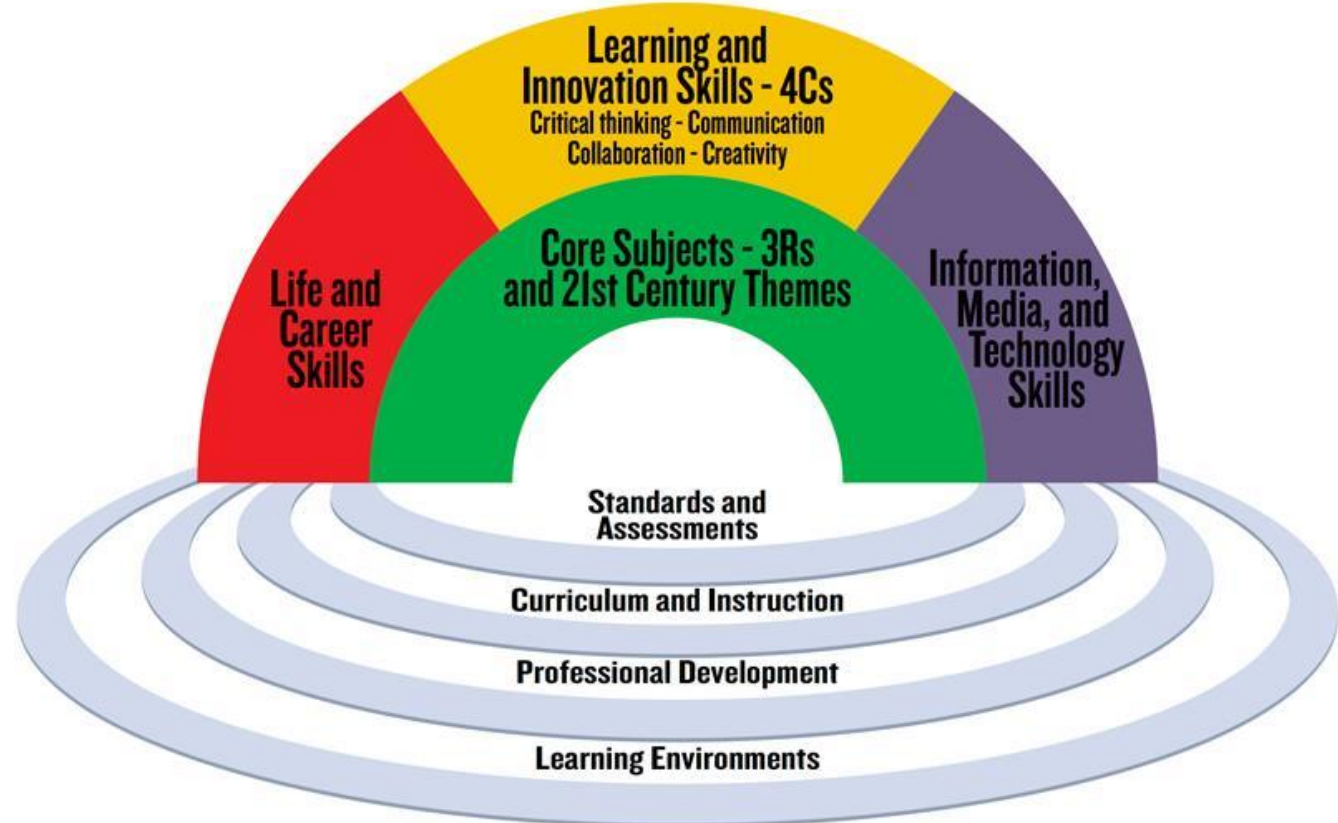 Learning and
Innovation Skills - 4Cs
Critical thinking - Communication
Collaboration - Creativity
Core Subjects - 3Rs
and 21st Century Themes
Life and
Career
Skills
Information,
Media, and
Technology
Skills
Standards and
Assessments
Curriculum and Instruction
Professional Development
Learning Environments